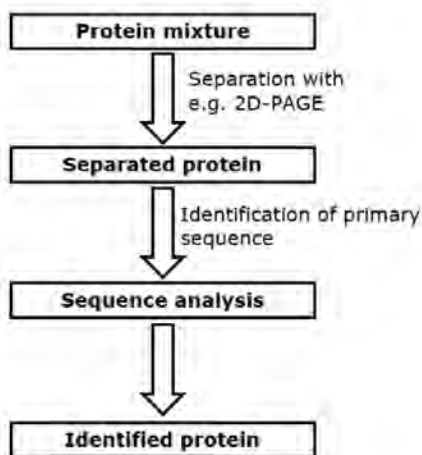 Protein mixture
Separation with
e.g. 2D-PAGE
Separated protein
Identification of primary
sequence
Sequence analysis
Identified protein